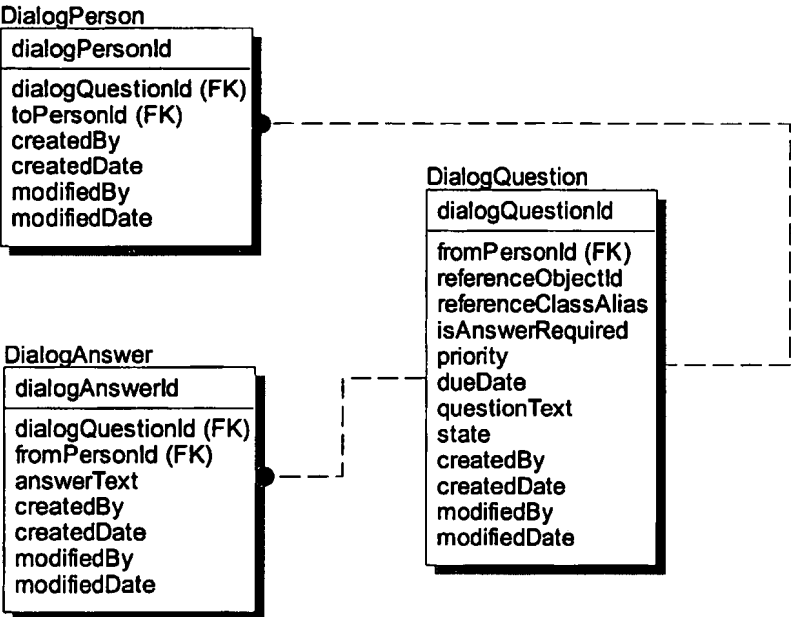 DialogPerson
dialogPersonId
dialogQuestionId (FK)
toPersonId (FK)
createdBy
createdDate
modifiedBy
modifiedDate
DialogQuestion
dialogQuestionId
fromPersonId (FK)
referenceObjectId
referenceClassAlias
isAnswerRequired
priority
dueDate
questionText
state
createdBy
createdDate
modifiedBy
modifiedDate
DialogAnswer
dialogAnswerId
dialogQuestionId (FK)
fromPersonId (FK)
answerText
createdBy
createdDate
modifiedBy
modifiedDate